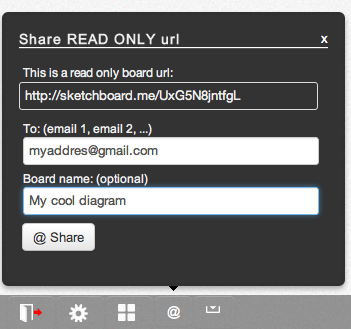 Share READ ONLY url x
This is a read only board url:
http://sketchboard.me/UxG5N8jntfgL
To: (email 1, email 2, ...)
myaddres@gmail.com
Board name: (optional)
My cool diagram
@ Share
@